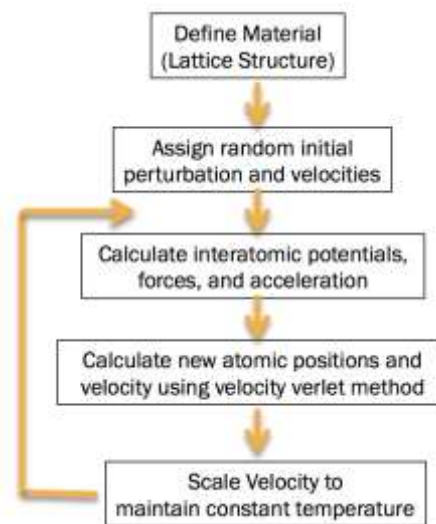 Define Material
(Lattice Structure)
Assign random initial
perturbation and velocities
Calculate interatomic potentials,
forces, and acceleration
Calculate new atomic positions and
velocity using velocity verlet method
Scale Velocity to
maintain constant temperature